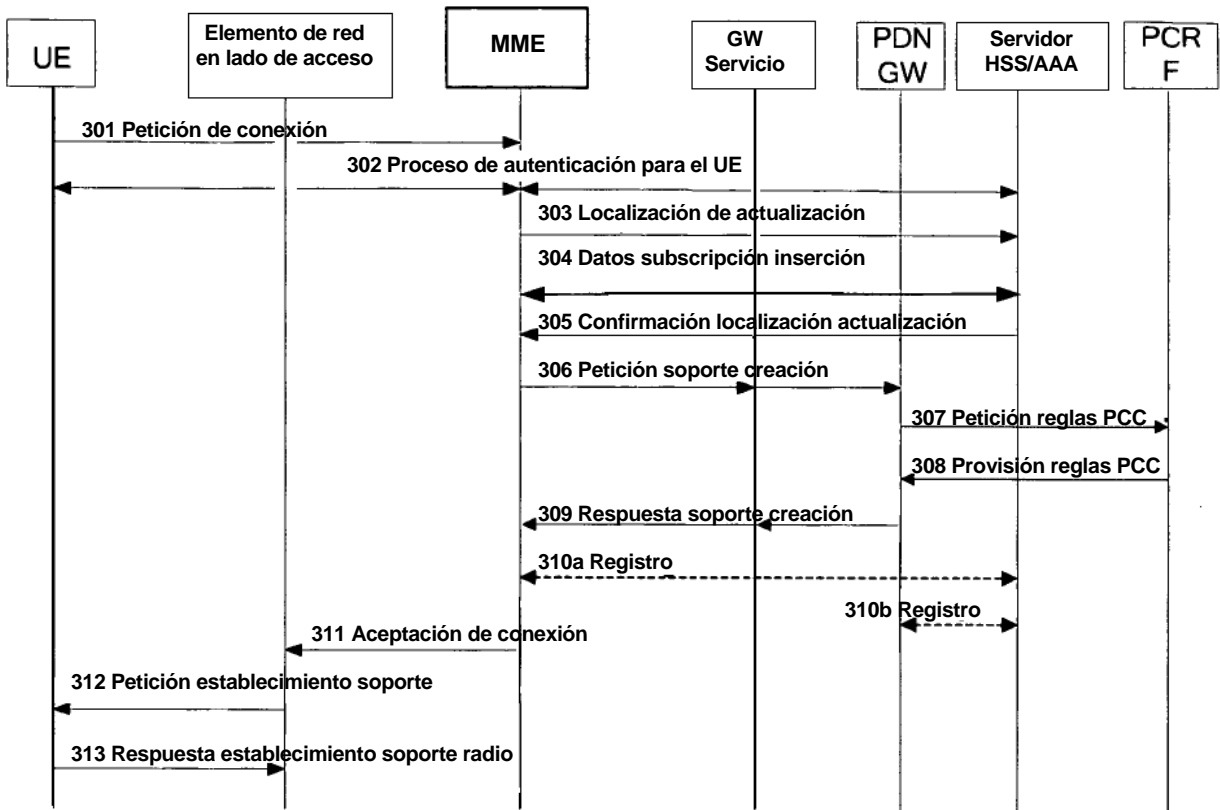 UE
Elemento de red
en lado de acceso
MME
GW
Servicio
PDN
GW
Servidor
HSS/AAA
PCR
F
301 Petición de conexión
302 Proceso de autenticación para el UE
303 Localización de actualización
304 Datos subscripción inserción
305 Confirmación localización actualización
306 Petición soporte creación
307 Petición reglas PCC
308 Provisión reglas PCC
309 Respuesta soporte creación
310a Registro
310b Registro
311 Aceptación de conexión
312 Petición establecimiento soporte
313 Respuesta establecimiento soporte radio